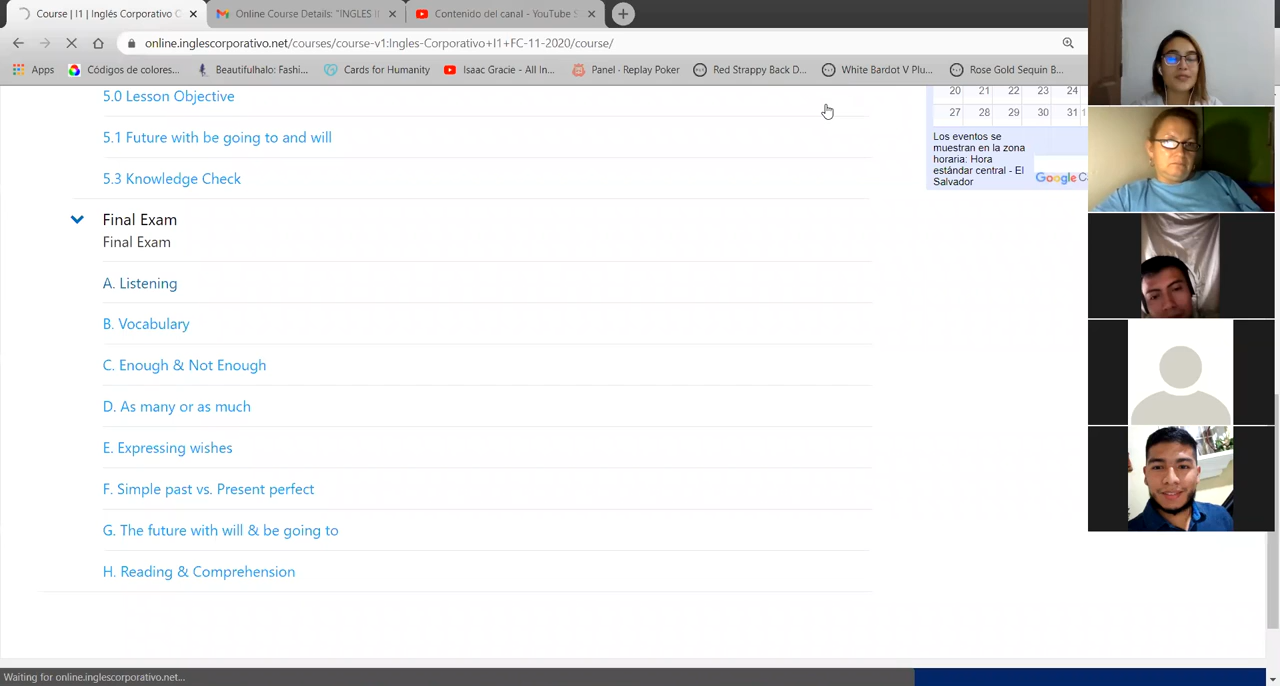 Course | I1 | Inglés Corporativo C
Online Course Details: "INGLES II
Contenido del canal - YouTube S
online.inglescorporativo.net/courses/course-v1:Ingles-Corporativo+I1+FC-11-2020/course/
Apps
Códigos de colores...
Beautifulhalo: Fashi...
Cards for Humanity
Isaac Gracie - All In...
Panel - Replay Poker
Red Strappy Back D...
White Bardot V Plu...
Rose Gold Sequin B...
5.0 Lesson Objective
5.1 Future with be going to and will
5.3 Knowledge Check
Final Exam
Final Exam
A. Listening
B. Vocabulary
C. Enough & Not Enough
D. As many or as much
E. Expressing wishes
F. Simple past vs. Present perfect
G. The future with will & be going to
H. Reading & Comprehension
20 21 22 23 24
27 28 29 30 31 1
Los eventos se
muestran en la zona
horaria: Hora
estándar central - El
Salvador
Google C
Waiting for online.inglescorporativo.net...